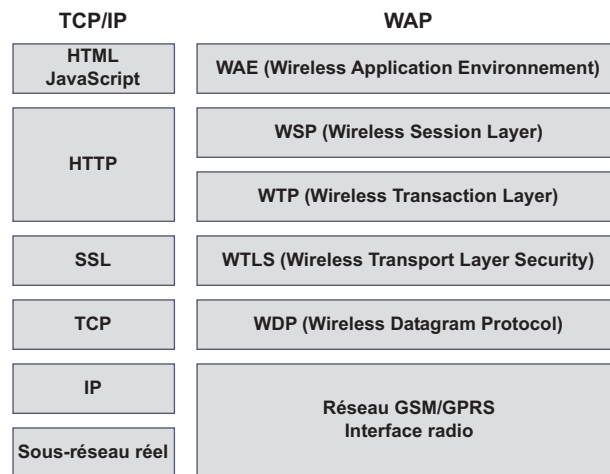 TCP/IP
WAP
HTML
JavaScript
WAE (Wireless Application Environnement)
HTTP
WSP (Wireless Session Layer)
WTP (Wireless Transaction Layer)
SSL
WTLS (Wireless Transport Layer Security)
TCP
WDP (Wireless Datagram Protocol)
IP
Réseau GSM/GPRS
Interface radio
Sous-réseau réel